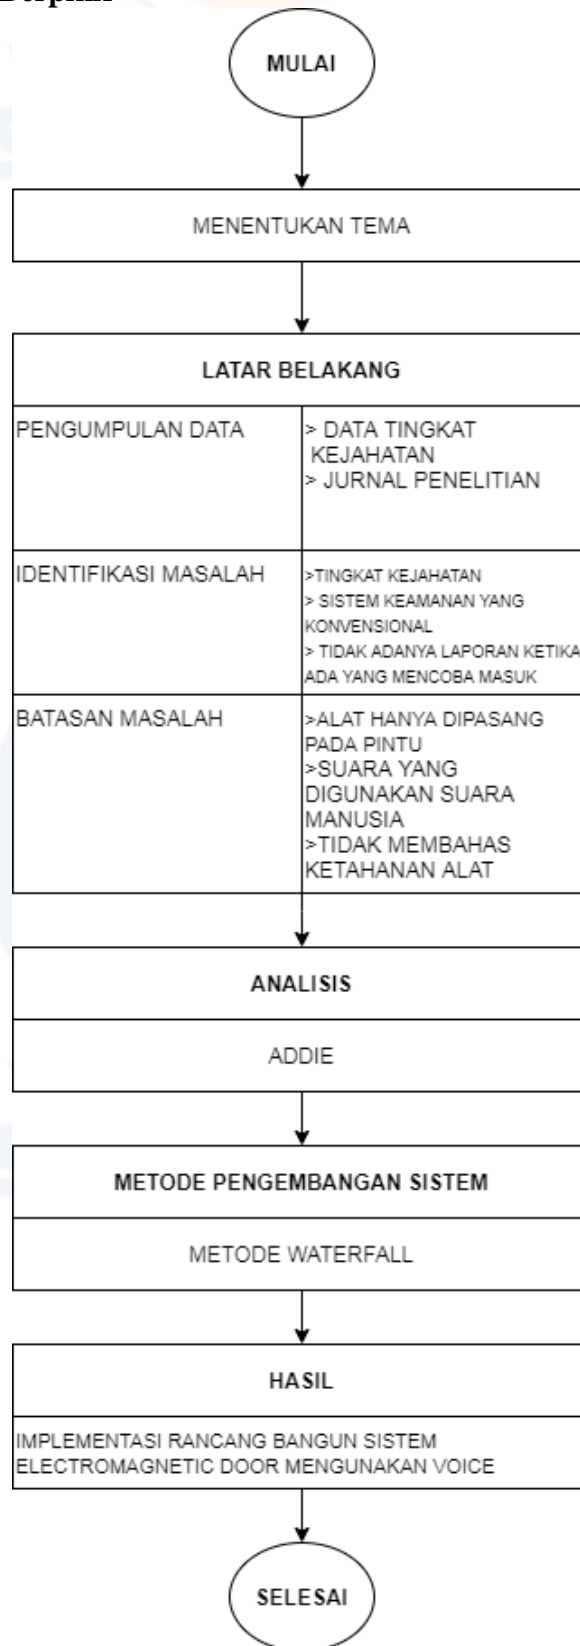 MULAI
MENENTUKAN TEMA
LATAR BELAKANG
PENGUMPULAN DATA
> DATA TINGKAT
KEJAHATAN
> JURNAL PENELITIAN
IDENTIFIKASI MASALAH
>TINGKAT KEJAHATAN
> SISTEM KEAMANAN YANG
KONVENSIONAL
> TIDAK ADANYA LAPORAN KETIKA
ADA YANG MENCOBA MASUK
BATASAN MASALAH
>ALAT HANYA DIPASANG
PADA PINTU
>SUARA YANG
DIGUNAKAN SUARA
MANUSIA
>TIDAK MEMBAHAS
KETAHANAN ALAT
ANALISIS
ADDIE
METODE PENGEMBANGAN SISTEM
METODE WATERFALL
HASIL
IMPLEMENTASI RANCANG BANGUN SISTEM
ELECTROMAGNETIC DOOR MENGUNAKAN VOICE
SELESAI